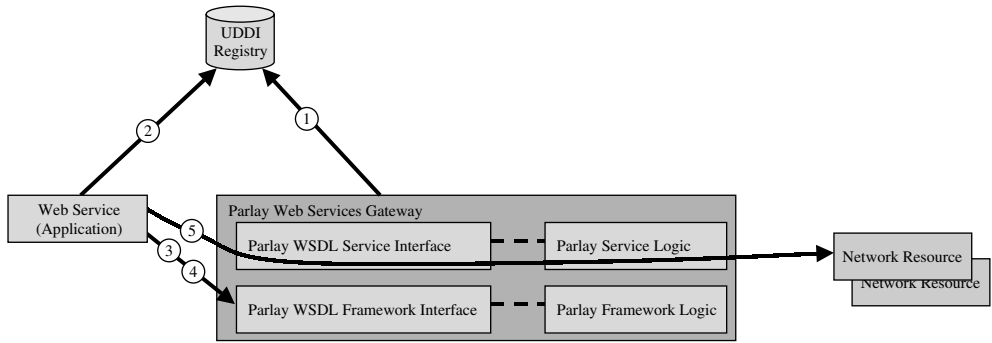 UDDI
Registry
2
1
Web Service
(Application)
Parlay Web Services Gateway
5
Parlay WSDL Service Interface
Parlay Service Logic
3
4
Network Resource
Network Resource
Parlay WSDL Framework Interface
Parlay Framework Logic